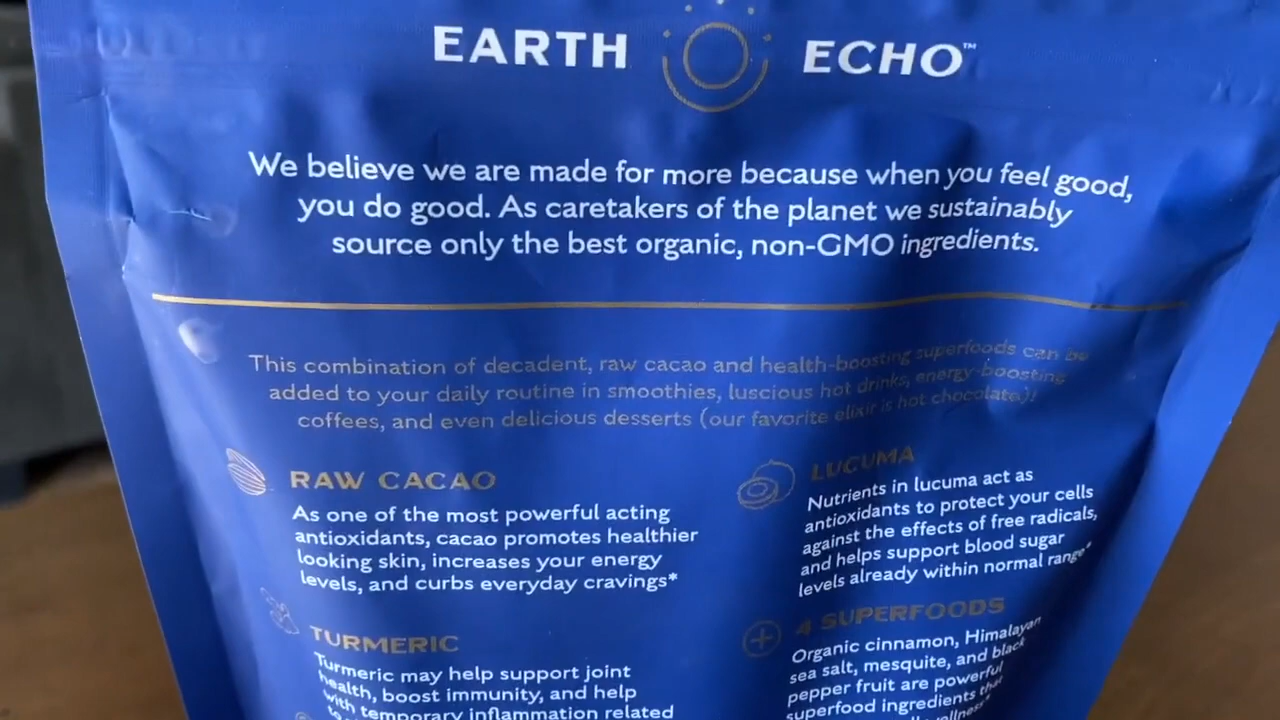 EARTH ECHO™
We believe we are made for more because when you feel good,
you do good. As caretakers of the planet we sustainably
source only the best organic, non-GMO ingredients.
This combination of decadent, raw cacao and health-boosting superfoods can be
added to your daily routine in smoothies, luscious hot drinks, energy-boosting
coffees, and even delicious desserts (our favorite elixir is hot chocolate)!
RAW CACAO
As one of the most powerful acting
antioxidants, cacao promotes healthier
looking skin, increases your energy
levels, and curbs everyday cravings*
TURMERIC
Turmeric may help support joint
health, boost immunity, and help
with temporary inflammation related
LUCUMA
Nutrients in lucuma act as
antioxidants to protect your cells
against the effects of free radicals,
and helps support blood sugar
levels already within normal range*
4 SUPERFOODS
Organic cinnamon, Himalayan
sea salt, mesquite, and black
pepper fruit are powerful
superfood ingredients that